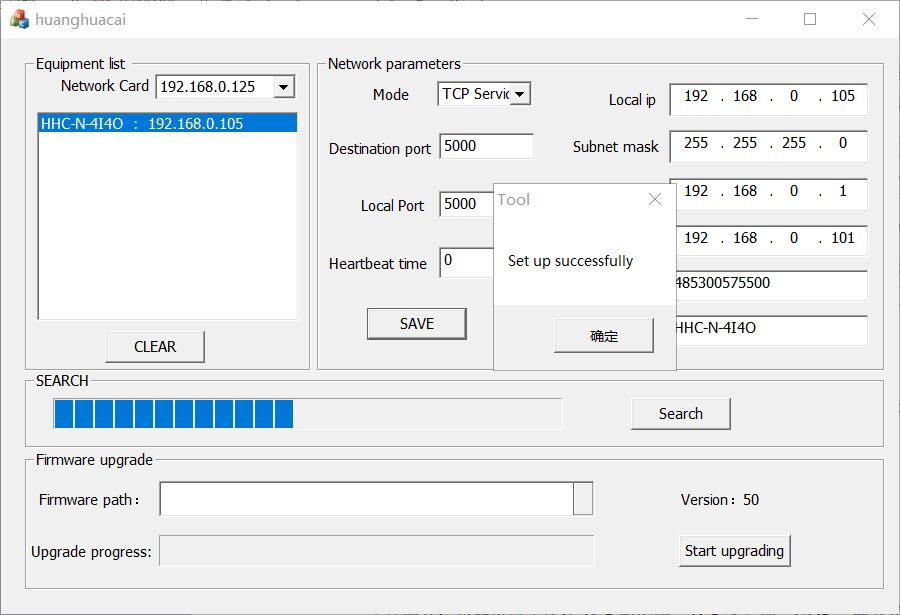 huanghuacai
Equipment list
Network Card 192.168.0.125
HHC-N-4I4O : 192.168.0.105
CLEAR
Network parameters
Mode TCP Servic
Destination port 5000
Local Port 5000
Heartbeat time 0
SAVE
Local ip 192 . 168 . 0 . 105
Subnet mask 255 . 255 . 255 . 0
192 . 168 . 0 . 1
192 . 168 . 0 . 101
485300575500
HHC-N-4I4O
Tool
Set up successfully
确定
SEARCH
Search
Firmware upgrade
Firmware path：
Version：50
Upgrade progress:
Start upgrading